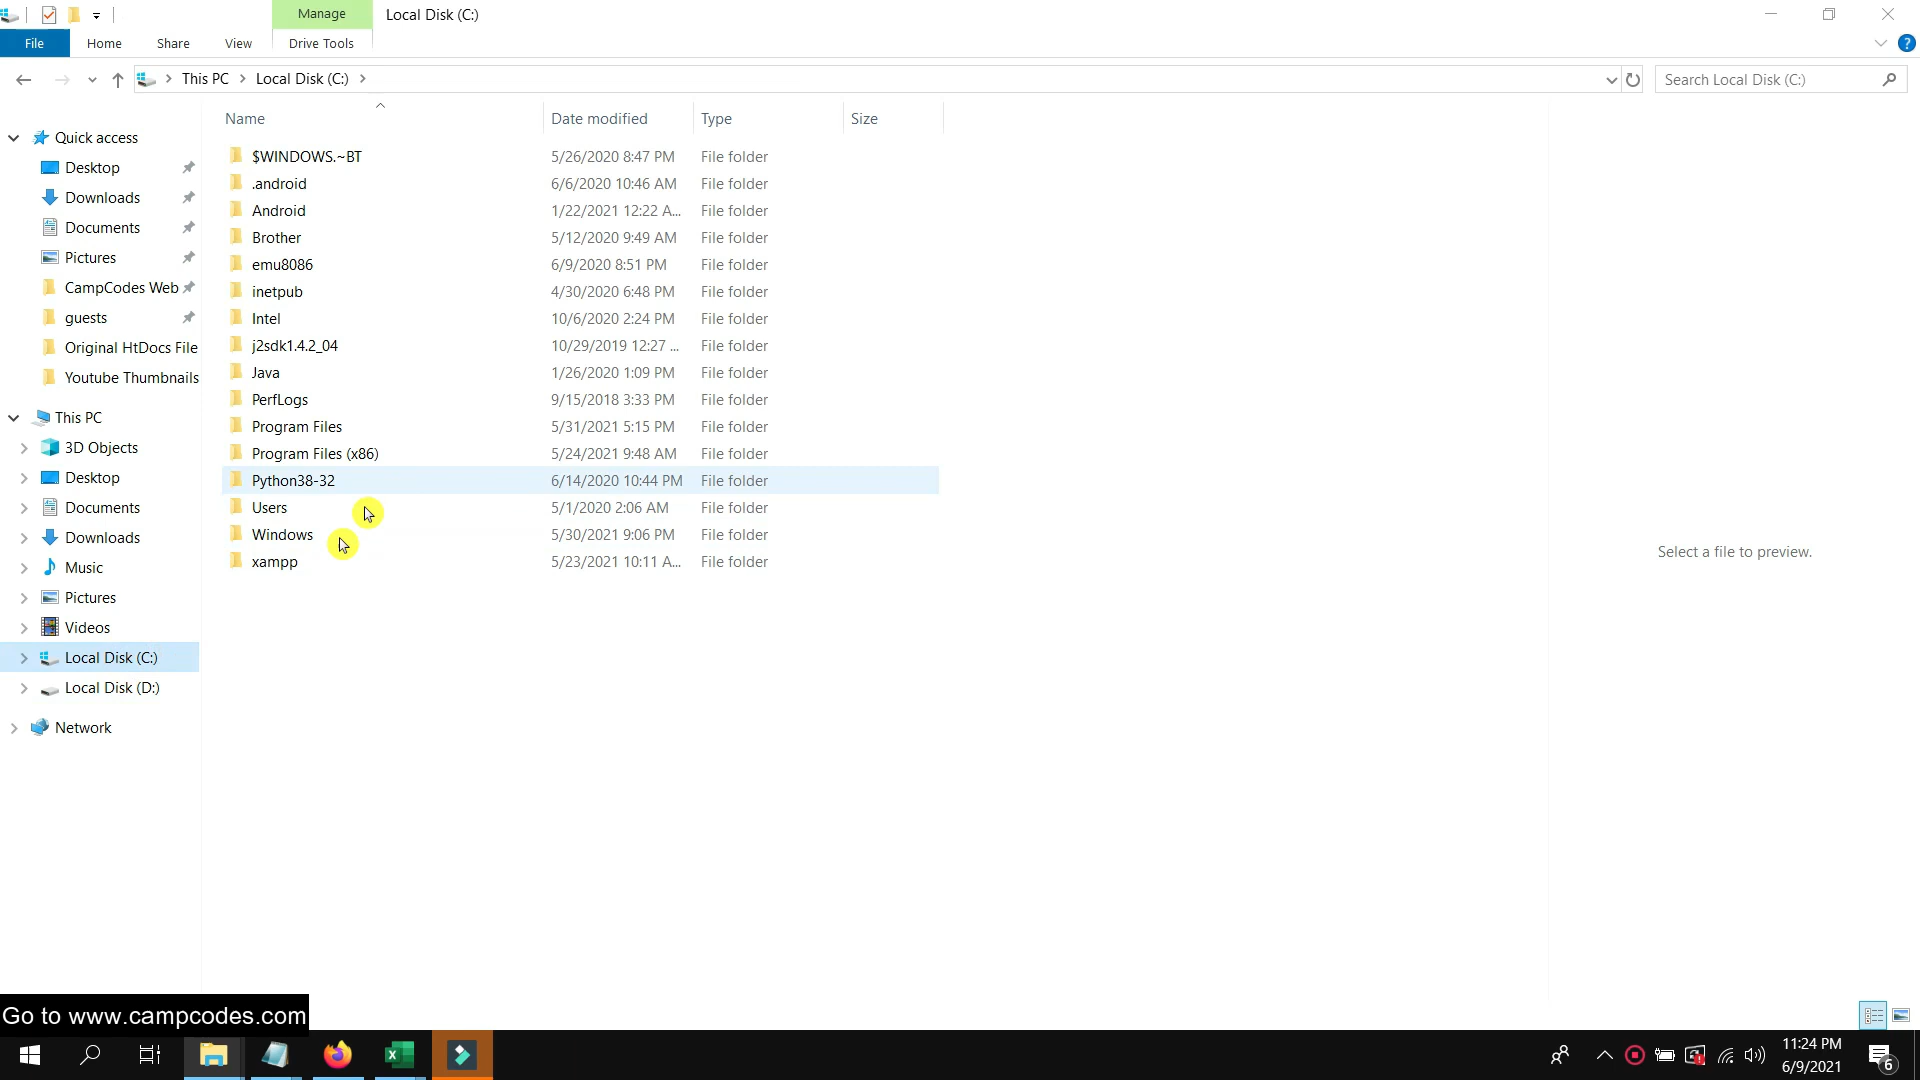 Manage
Local Disk (C:)
File
Home
Share
View
Drive Tools
?
This PC
Local Disk (C:)
Search Local Disk (C:)
Name
Date modified
Type
Size
Quick access
Desktop
Downloads
Documents
Pictures
CampCodes Web
guests
Original HtDocs File
Youtube Thumbnails
This PC
3D Objects
Desktop
Documents
Downloads
Music
Pictures
Videos
Local Disk (C:)
Local Disk (D:)
Network
$WINDOWS.~BT 5/26/2020 8:47 PM File folder
.android 6/6/2020 10:46 AM File folder
Android 1/22/2021 12:22 A... File folder
Brother 5/12/2020 9:49 AM File folder
emu8086 6/9/2020 8:51 PM File folder
inetpub 4/30/2020 6:48 PM File folder
Intel 10/6/2020 2:24 PM File folder
j2sdk1.4.2_04 10/29/2019 12:27 ... File folder
Java 1/26/2020 1:09 PM File folder
PerfLogs 9/15/2018 3:33 PM File folder
Program Files 5/31/2021 5:15 PM File folder
Program Files (x86) 5/24/2021 9:48 AM File folder
Python38-32 6/14/2020 10:44 PM File folder
Users 5/1/2020 2:06 AM File folder
Windows 5/30/2021 9:06 PM File folder
xampp 5/23/2021 10:11 A... File folder
Select a file to preview.
Go to www.campcodes.com
11:24 PM
6/9/2021
6